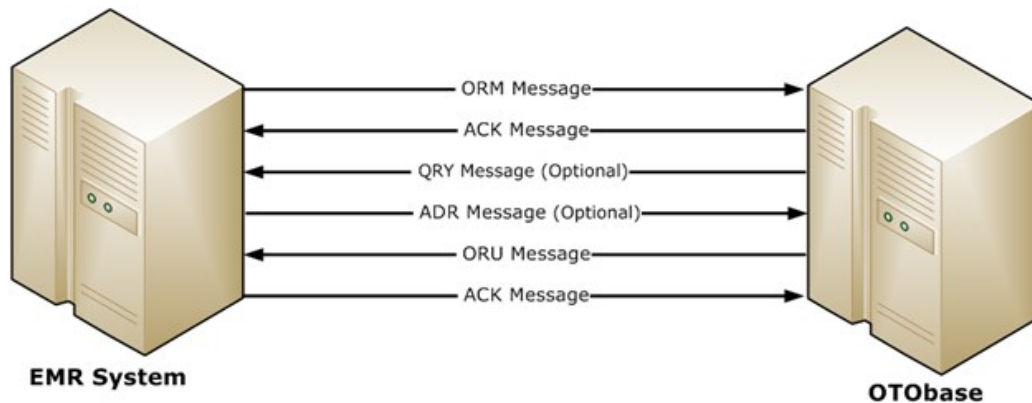 ORM Message
ACK Message
QRY Message (Optional)
ADR Message (Optional)
ORU Message
ACK Message
EMR System
OTObase